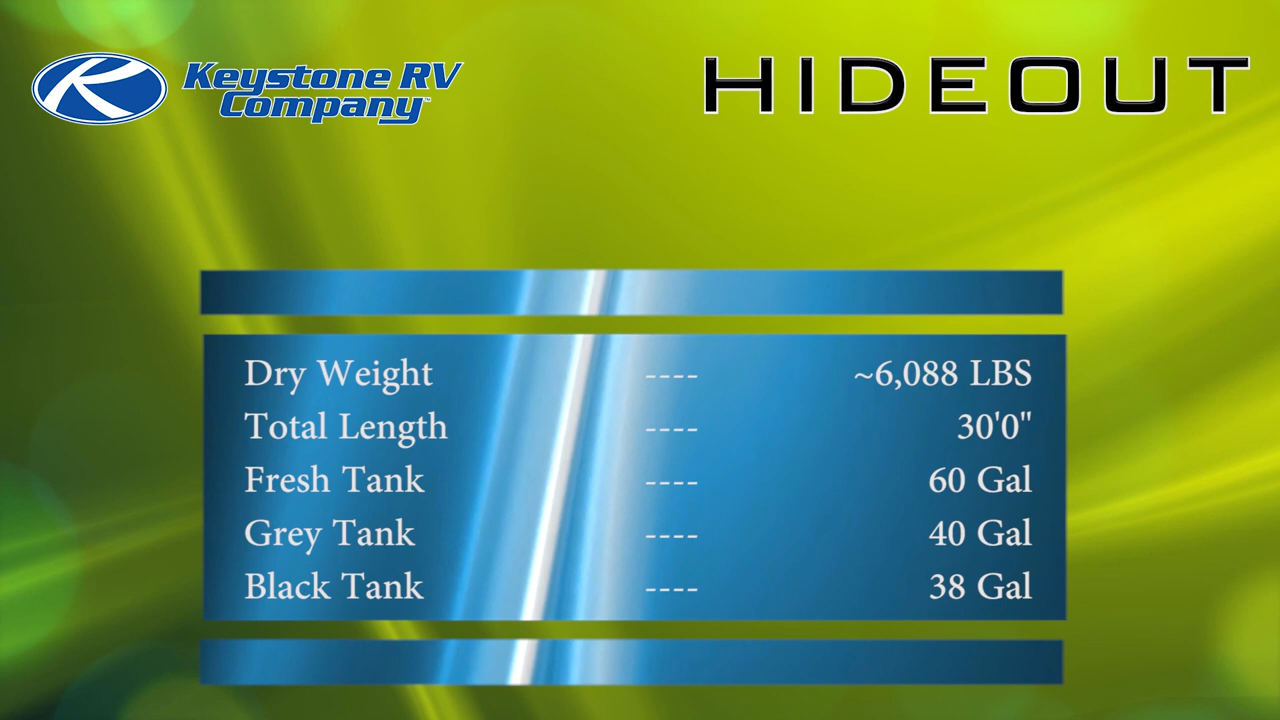 Keystone RV
Company™
HIDEOUT
Dry Weight ---- ~6,088 LBS
Total Length ---- 30'0"
Fresh Tank ---- 60 Gal
Grey Tank ---- 40 Gal
Black Tank ---- 38 Gal